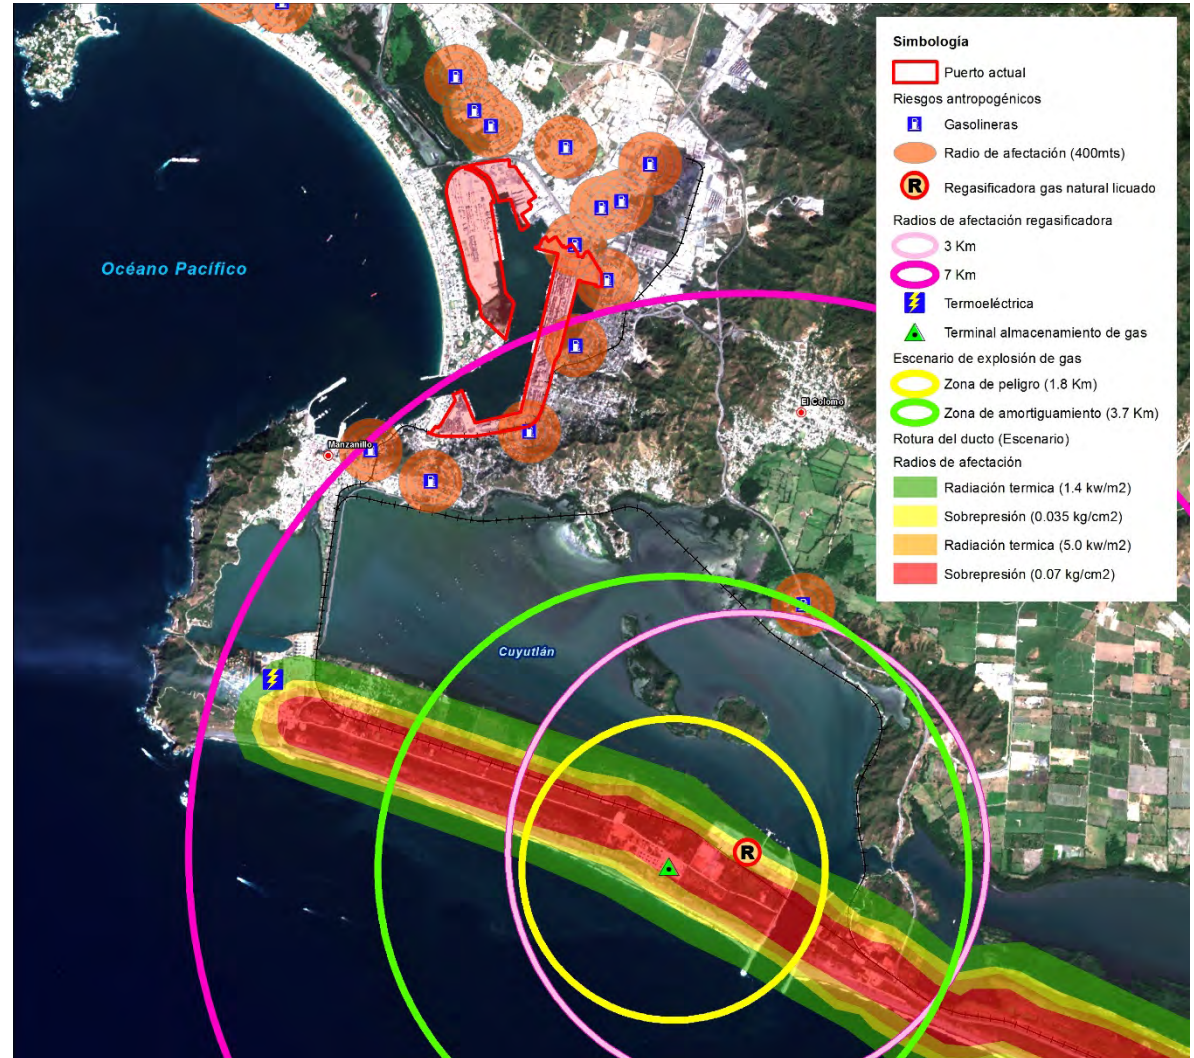 Simbología
Puerto actual
Riesgos antropogénicos
Gasolineras
Radio de afectación (400mts)
R
Regasificadora gas natural licuado
Radios de afectación regasificadora
3 Km
7 Km
Termoeléctrica
Terminal almacenamiento de gas
Escenario de explosión de gas
Zona de peligro (1.8 Km)
Zona de amortiguamiento (3.7 Km)
Rotura del ducto (Escenario)
Radios de afectación
Radiación termica (1.4 kw/m2)
Sobrepresión (0.035 kg/cm2)
Radiación termica (5.0 kw/m2)
Sobrepresión (0.07 kg/cm2)
Océano Pacífico
El Colomo
Manzanillo
Cuyutlán
R